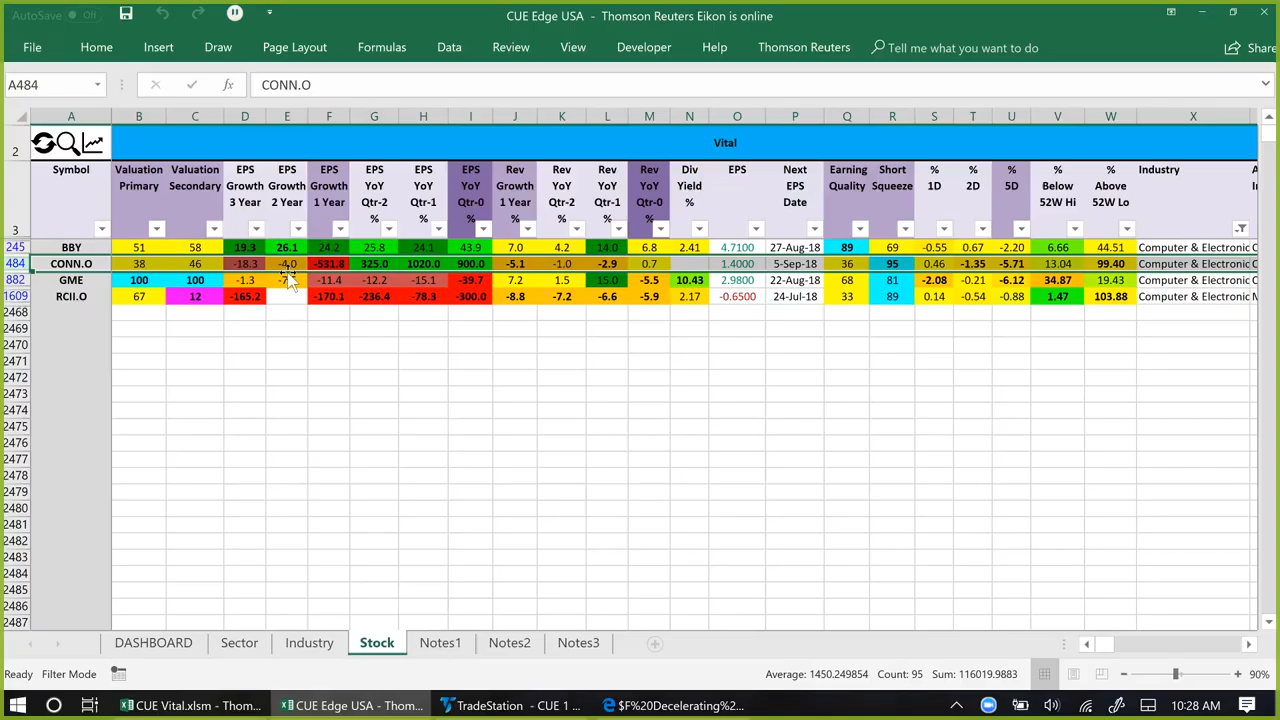 AutoSave Off CUE Edge USA - Thomson Reuters Eikon is online
File Home Insert Draw Page Layout Formulas Data Review View Developer Help Thomson Reuters Tell me what you want to do Share
A484 fx CONN.O
A B C D E F G H I J K L M N O P Q R S T U V W X
2 Vital
Symbol Valuation Primary Valuation Secondary EPS Growth 3 Year EPS Growth 2 Year EPS Growth 1 Year EPS YoY Qtr-2 % EPS YoY Qtr-1 % EPS YoY Qtr-0 % Rev Growth 1 Year Rev YoY Qtr-2 % Rev YoY Qtr-1 % Rev YoY Qtr-0 % Div Yield % EPS Next EPS Date Earning Quality Short Squeeze % 1D % 2D % 5D % Below 52W Hi % Above 52W Lo Industry
3
245 BBY 51 58 19.3 26.1 24.2 25.8 24.1 43.9 7.0 4.2 14.0 6.8 2.41 4.7100 27-Aug-18 89 69 -0.55 0.67 -2.20 6.66 44.51 Computer & Electronic
484 CONN.O 38 46 -18.3 -4.0 -531.8 325.0 1020.0 900.0 -5.1 -1.0 -2.9 0.7 1.4000 5-Sep-18 36 95 0.46 -1.35 -5.71 13.04 99.40 Computer & Electronic
882 GME 100 100 -1.3 -11.4 -12.2 -15.1 -39.7 7.2 1.5 15.0 -5.5 10.43 2.9800 22-Aug-18 68 81 -2.08 -0.21 -6.12 34.87 19.43 Computer & Electronic
1609 RCII.O 67 12 -165.2 -170.1 -236.4 -78.3 -300.0 -8.8 -7.2 -6.6 -5.9 2.17 -0.6500 24-Jul-18 33 89 0.14 -0.54 -0.88 1.47 103.88 Computer & Electronic
2468
2470
2471
2472
2473
2474
2475
2476
2477
2478
2479
2480
2481
2482
2483
2484
2485
2486
2487
DASHBOARD Sector Industry Stock Notes1 Notes2 Notes3
Ready Filter Mode Average: 1450.249854 Count: 95 Sum: 116019.9883 90%
CUE Vital.xlsm - Thom... CUE Edge USA - Thom... TradeStation - CUE 1 ... $F%20Decelerating%2... 10:28 AM